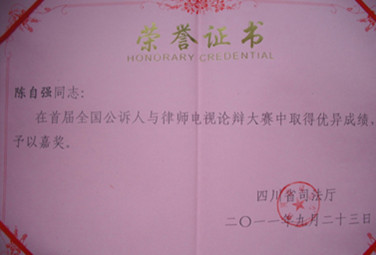 荣誉证书
HONORARY CREDENTIAL
陈自强同志：
在首届全国公诉人与律师电视论辩大赛中取得优异成绩，
予以嘉奖。
四川省司法厅
二〇一一年九月二十三日